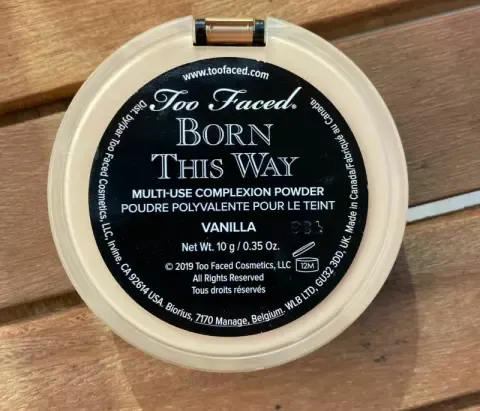 www.toofaced.com
Too Faced®
BORN
THIS WAY
MULTI-USE COMPLEXION POWDER
POUDRE POLYVALENTE POUR LE TEINT
VANILLA
Net Wt. 10 g / 0.35 Oz.
© 2019 Too Faced Cosmetics, LLC
All Rights Reserved
Tous droits réservés
12M
Dist. by/par Too Faced Cosmetics, LLC, Irvine, CA 92614 USA. Biorius, 7170 Manage, Belgium. WLB LTD, GU32 3DD, UK. Made in Canada/Fabriqué au Canada.